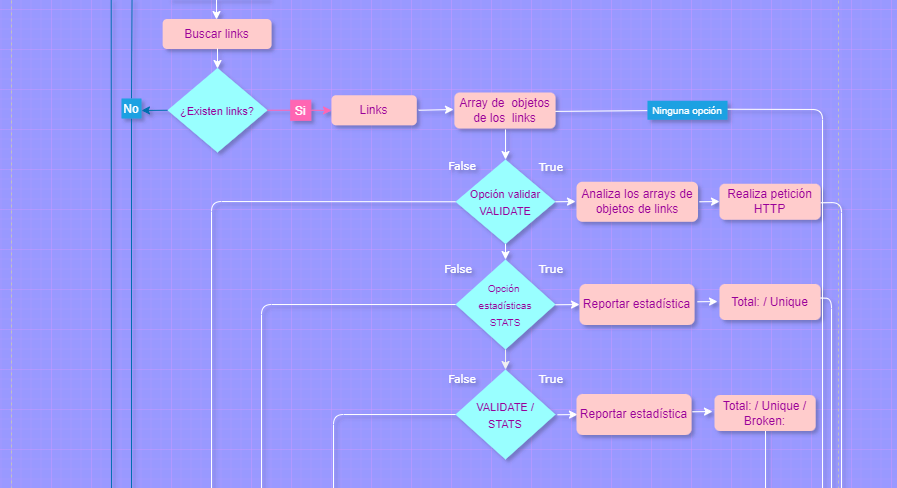 Buscar links
No
¿Existen links?
Si
Links
Array de objetos
de los links
Ninguna opción
False
True
Opción validar
VALIDATE
Analiza los arrays de
objetos de links
Realiza petición
HTTP
False
True
Opción
estadísticas
STATS
Reportar estadística
Total: / Unique
False
True
VALIDATE /
STATS
Reportar estadística
Total: / Unique /
Broken: